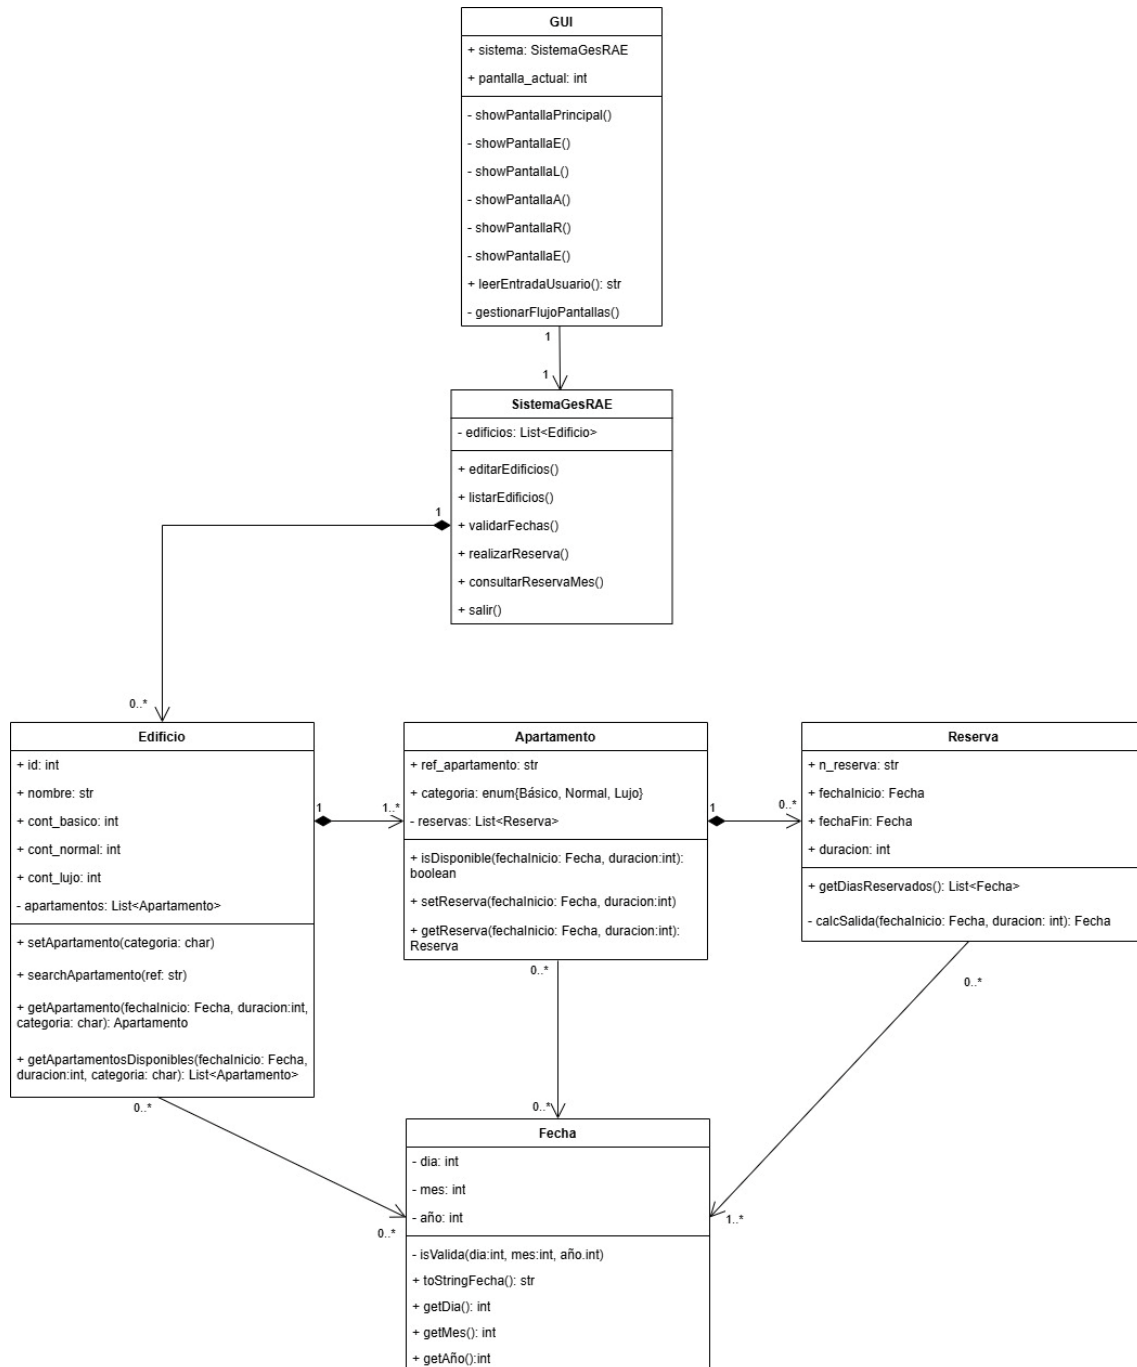 GUI
+ sistema: SistemaGesRAE
+ pantalla_actual: int
- showPantallaPrincipal()
- showPantallaE()
- showPantallaL()
- showPantallaA()
- showPantallaR()
- showPantallaE()
+ leerEntradaUsuario(): str
- gestionarFlujoPantallas()
1
1
SistemaGesRAE
- edificios: List<Edificio>
+ editarEdificios()
+ listarEdificios()
+ validarFechas()
+ realizarReserva()
+ consultarReservaMes()
+ salir()
1
0..*
Edificio
+ id: int
+ nombre: str
+ cont_basico: int
+ cont_normal: int
+ cont_lujo: int
- apartamentos: List<Apartamento>
+ setApartamento(categoria: char)
+ searchApartamento(ref: str)
+ getApartamento(fechaInicio: Fecha, duracion:int,
categoria: char): Apartamento
+ getApartamentosDisponibles(fechaInicio: Fecha,
duracion:int, categoria: char): List<Apartamento>
1
1..*
Apartamento
+ ref_apartamento: str
+ categoria: enum{Básico, Normal, Lujo}
- reservas: List<Reserva>
+ isDisponible(fechaInicio: Fecha, duracion:int):
boolean
+ setReserva(fechaInicio: Fecha, duracion:int)
+ getReserva(fechaInicio: Fecha, duracion:int):
Reserva
1
0..*
Reserva
+ n_reserva: str
+ fechaInicio: Fecha
+ fechaFin: Fecha
+ duracion: int
+ getDiasReservados(): List<Fecha>
- calcSalida(fechaInicio: Fecha, duracion: int): Fecha
0..*
0..*
0..*
0..*
0..*
1..*
Fecha
- dia: int
- mes: int
- año: int
- isValida(dia:int, mes:int, año.int)
+ toStringFecha(): str
+ getDia(): int
+ getMes(): int
+ getAño():int